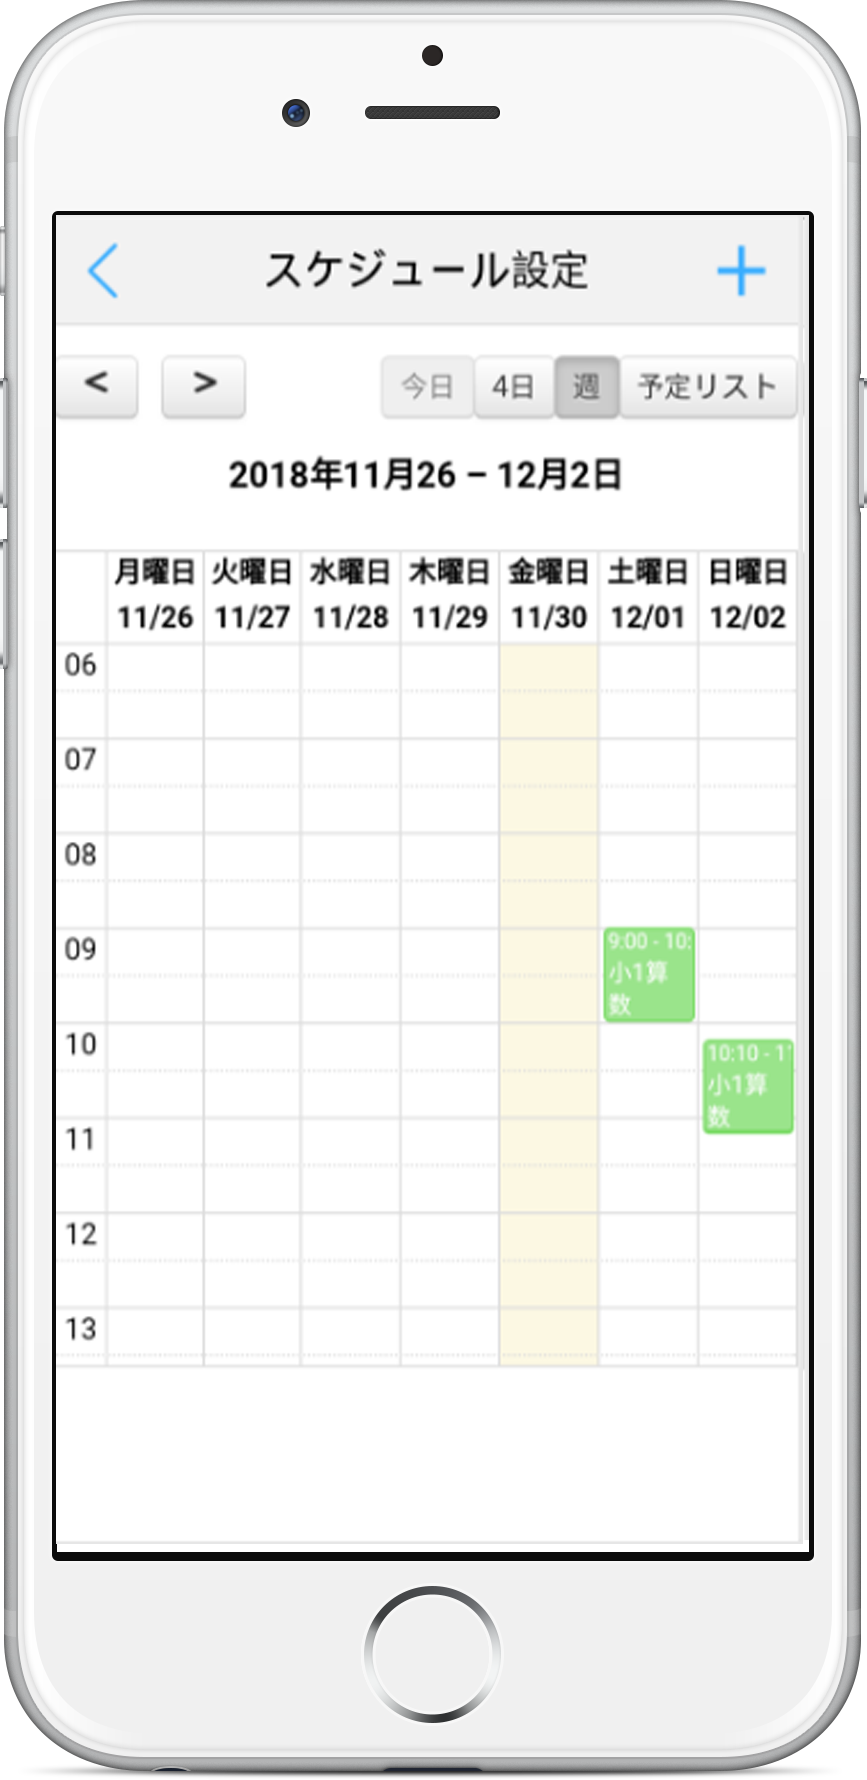 スケジュール設定
< > 今日 4日 週 予定リスト
2018年11月26 – 12月2日
月曜日 火曜日 水曜日 木曜日 金曜日 土曜日 日曜日
11/26 11/27 11/28 11/29 11/30 12/01 12/02
06
07
08
09
9:00 - 10:
小1算
数
10
10:10 - 11
小1算
数
11
12
13